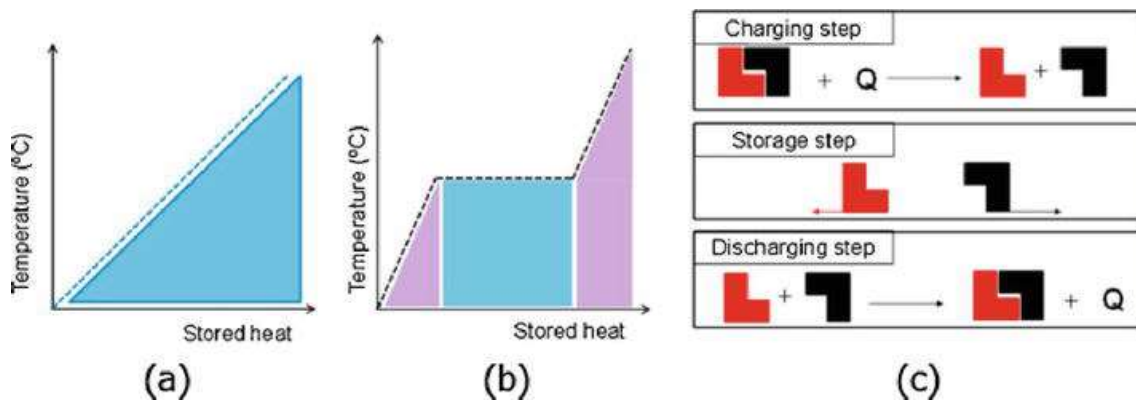 Temperature (ºC)
Stored heat
(a)
Temperature (ºC)
Stored heat
(b)
Charging step
+ Q +
Storage step
Discharging step
+ + Q
(c)